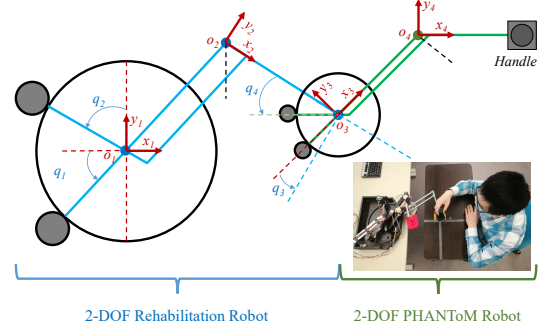 y₂
o₂
x₂
y₄
o₄
x₄
Handle
q₂
q₄
y₃
x₃
o₃
y₁
x₁
o₁
q₁
q₃
2-DOF Rehabilitation Robot
2-DOF PHANToM Robot